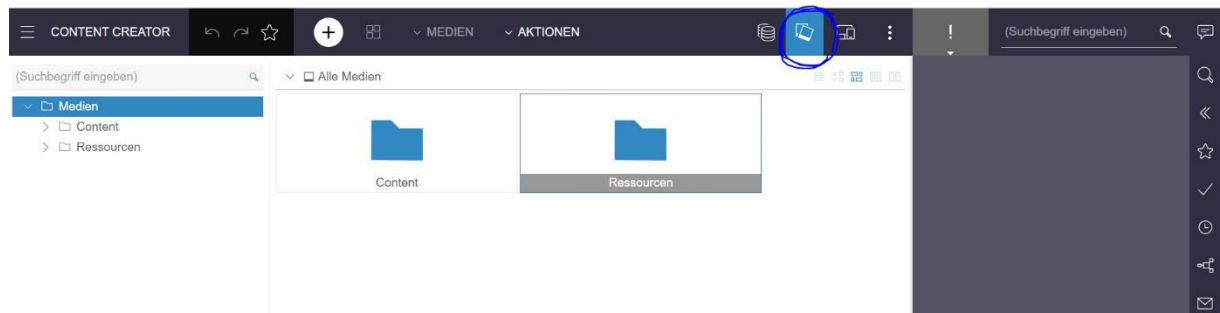 CONTENT CREATOR
MEDIEN
AKTIONEN
!
(Suchbegriff eingeben)
(Suchbegriff eingeben)
Alle Medien
Medien
Content
Ressourcen
Content
Ressourcen